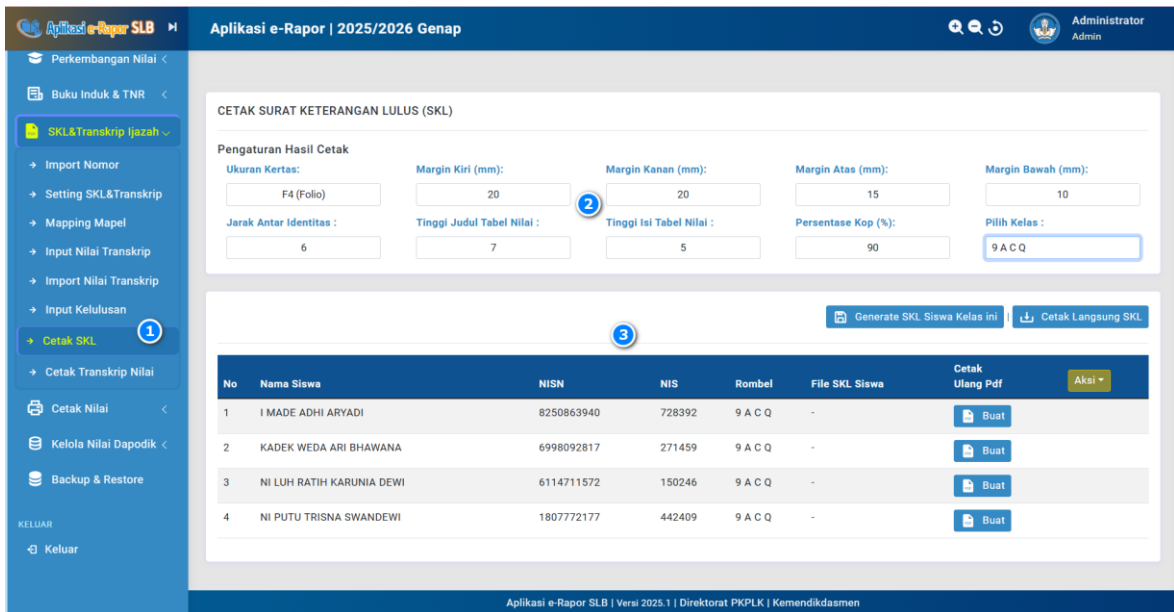 Aplikasi e-Rapor SLB
Aplikasi e-Rapor | 2025/2026 Genap
Administrator
Admin
Perkembangan Nilai
Buku Induk & TNR
SKL&Transkrip Ijazah
Import Nomor
Setting SKL&Transkrip
Mapping Mapel
Input Nilai Transkrip
Import Nilai Transkrip
Input Kelulusan
Cetak SKL
1
Cetak Transkrip Nilai
Cetak Nilai
Kelola Nilai Dapodik
Backup & Restore
KELUAR
Keluar
CETAK SURAT KETERANGAN LULUS (SKL)
Pengaturan Hasil Cetak
Ukuran Kertas: Margin Kiri (mm): Margin Kanan (mm): Margin Atas (mm): Margin Bawah (mm):
F4 (Folio) 20 20 15 10
2
Jarak Antar Identitas : Tinggi Judul Tabel Nilai : Tinggi Isi Tabel Nilai : Persentase Kop (%): Pilih Kelas :
6 7 5 90 9 A C Q
Generate SKL Siswa Kelas ini | Cetak Langsung SKL
3
No Nama Siswa NISN NIS Rombel File SKL Siswa Cetak Ulang Pdf Aksi
1 I MADE ADHI ARYADI 8250863940 728392 9 A C Q - Buat
2 KADEK WEDA ARI BHAWANA 6998092817 271459 9 A C Q - Buat
3 NI LUH RATIH KARUNIA DEWI 6114711572 150246 9 A C Q - Buat
4 NI PUTU TRISNA SWANDEWI 1807772177 442409 9 A C Q - Buat
Aplikasi e-Rapor SLB | Versi 2025.1 | Direktorat PKPLK | Kemendikdasmen